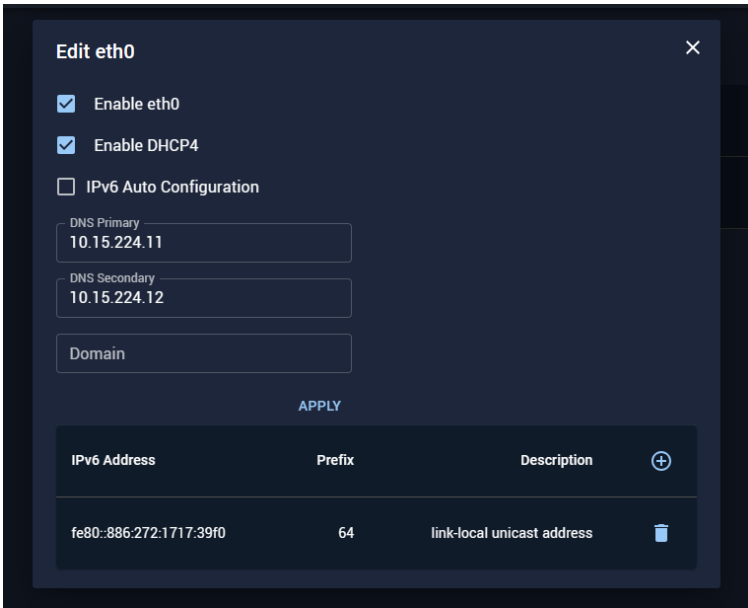 Edit eth0
Enable eth0
Enable DHCP4
IPv6 Auto Configuration
DNS Primary
10.15.224.11
DNS Secondary
10.15.224.12
Domain
APPLY
IPv6 Address Prefix Description
fe80::886:272:1717:39f0 64 link-local unicast address